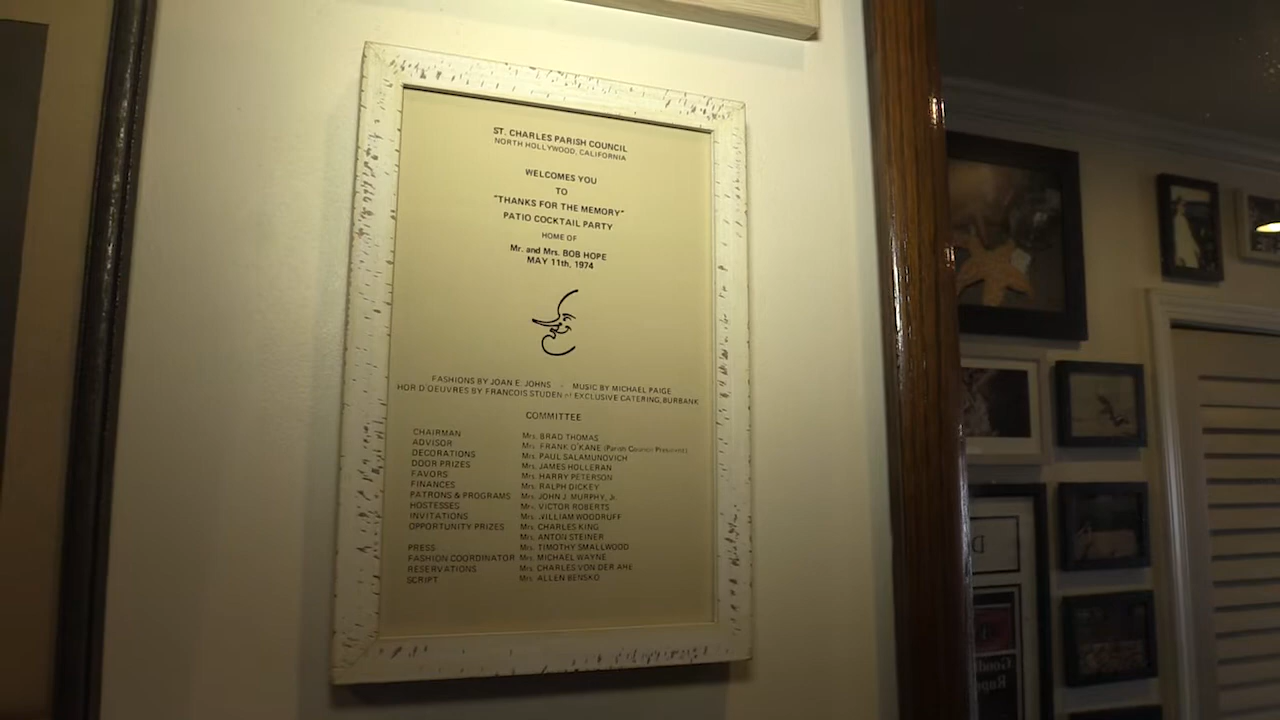 ST. CHARLES PARISH COUNCIL
NORTH HOLLYWOOD, CALIFORNIA
WELCOMES YOU
TO
"THANKS FOR THE MEMORY"
PATIO COCKTAIL PARTY
HOME OF
Mr. and Mrs. BOB HOPE
MAY 11th, 1974
FASHIONS BY JOAN E. JOHNS - MUSIC BY MICHAEL PAIGE
HOR D'OEUVRES BY FRANCOIS STUDEN of EXCLUSIVE CATERING, BURBANK
COMMITTEE
CHAIRMAN Mrs. BRAD THOMAS
ADVISOR Mrs. FRANK O'KANE (Parish Council President)
DECORATIONS Mrs. PAUL SALAMUNOVICH
DOOR PRIZES Mrs. JAMES HOLLERAN
FAVORS Mrs. HARRY PETERSON
FINANCES Mrs. RALPH DICKEY
PATRONS & PROGRAMS Mrs. JOHN J. MURPHY, Jr.
HOSTESSES Mrs. VICTOR ROBERTS
INVITATIONS Mrs. WILLIAM WOODRUFF
OPPORTUNITY PRIZES Mrs. CHARLES KING
Mrs. ANTON STEINER
PRESS Mrs. TIMOTHY SMALLWOOD
FASHION COORDINATOR Mrs. MICHAEL WAYNE
RESERVATIONS Mrs. CHARLES VON DER AHE
SCRIPT Mrs. ALLEN BENSKO